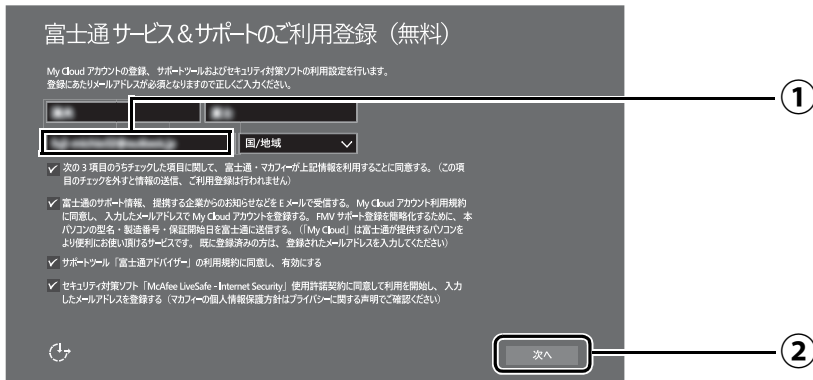 富士通 サービス＆サポートのご利用登録（無料）
My Cloud アカウントの登録、サポートツールおよびセキュリティ対策ソフトの利用設定を行います。
登録にあたりメールアドレスが必須となりますので正しくご入力ください。
①
国/地域
次の 3 項目のうちチェックした項目に関して、富士通・マカフィーが上記情報を利用することに同意する。（この項
目のチェックを外すと情報の送信、ご利用登録は行われません）
富士通のサポート情報、提携する企業からのお知らせなどを E メールで受信する。My Cloud アカウント利用規約
に同意し、入力したメールアドレスで My Cloud アカウントを登録する。FMV サポート登録を簡略化するために、本
パソコンの型名・製造番号・保証開始日を富士通に送信する。（「My Cloud」は富士通が提供するパソコンを
より便利にお使い頂けるサービスです。既に登録済みの方は、登録されたメールアドレスを入力してください）
サポートツール「富士通アドバイザー」の利用規約に同意し、有効にする
セキュリティ対策ソフト「McAfee LiveSafe - Internet Security」使用許諾契約に同意して利用を開始し、入力
したメールアドレスを登録する（マカフィーの個人情報保護方針はプライバシーに関する声明でご確認ください）
次へ
②